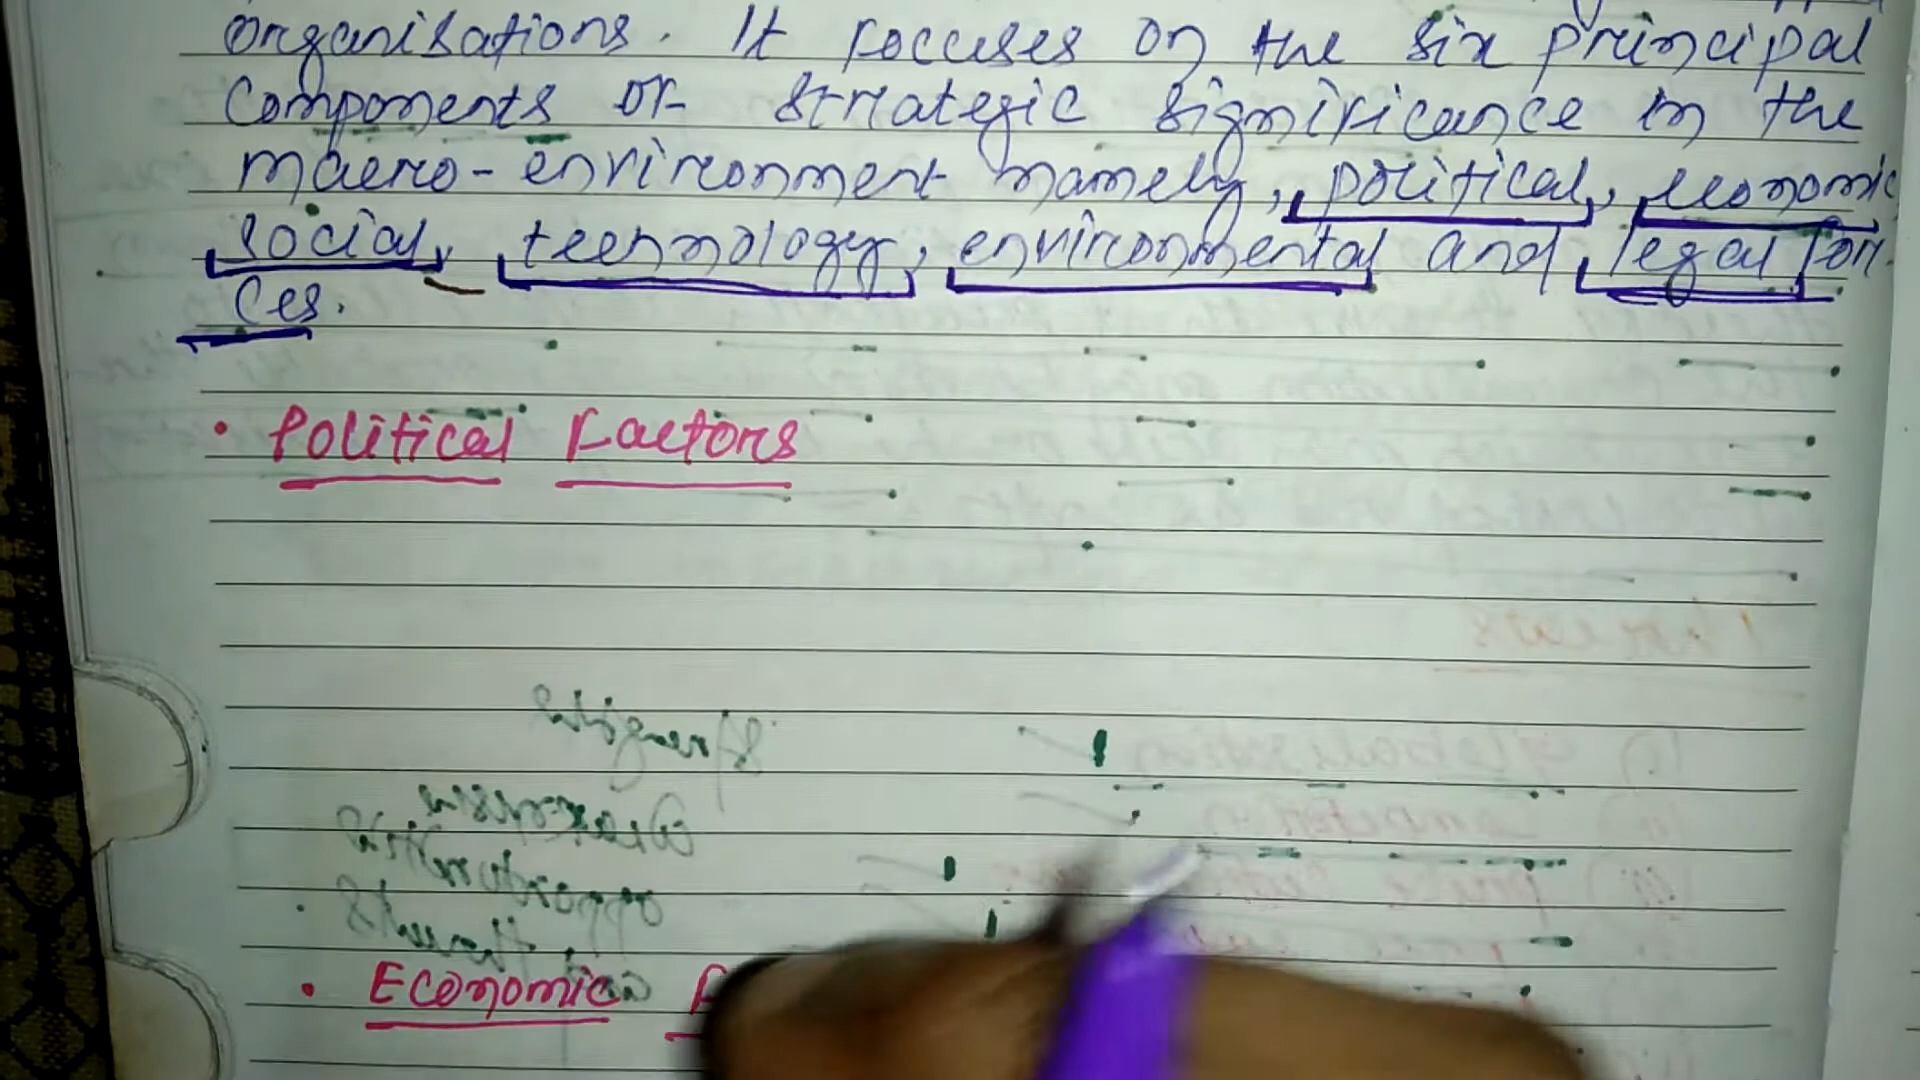 organisations. It focuses on the six principal
components of strategic significance in the
macro-environment namely, political, economic,
social, technology, environmental and legal for-
ces.
• Political Factors
• Economic